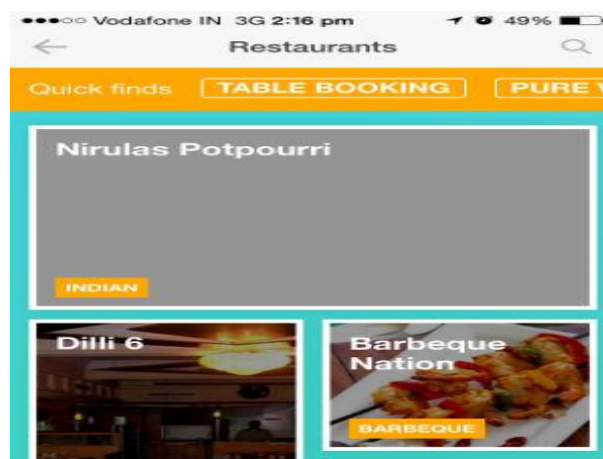 Vodafone IN 3G 2:16 pm 49%
Restaurants
Quick finds TABLE BOOKING PURE
Nirulas Potpourri
INDIAN
Dilli 6
Barbeque
Nation
BARBEQUE